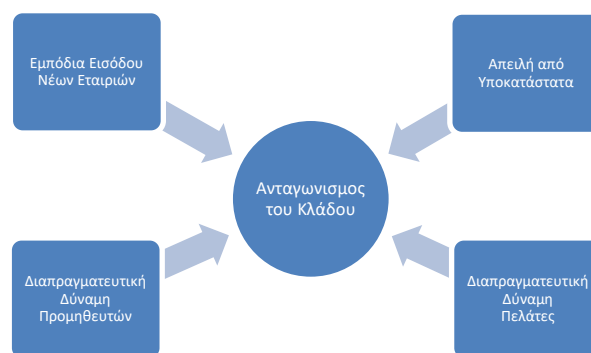 Εμπόδια Εισόδου
Νέων Εταιριών
Απειλή από
Υποκατάστατα
Ανταγωνισμος
του Κλάδου
Διαπραγματευτική
Δύναμη
Προμηθευτών
Διαπραγματευτική
Δύναμη
Πελάτες